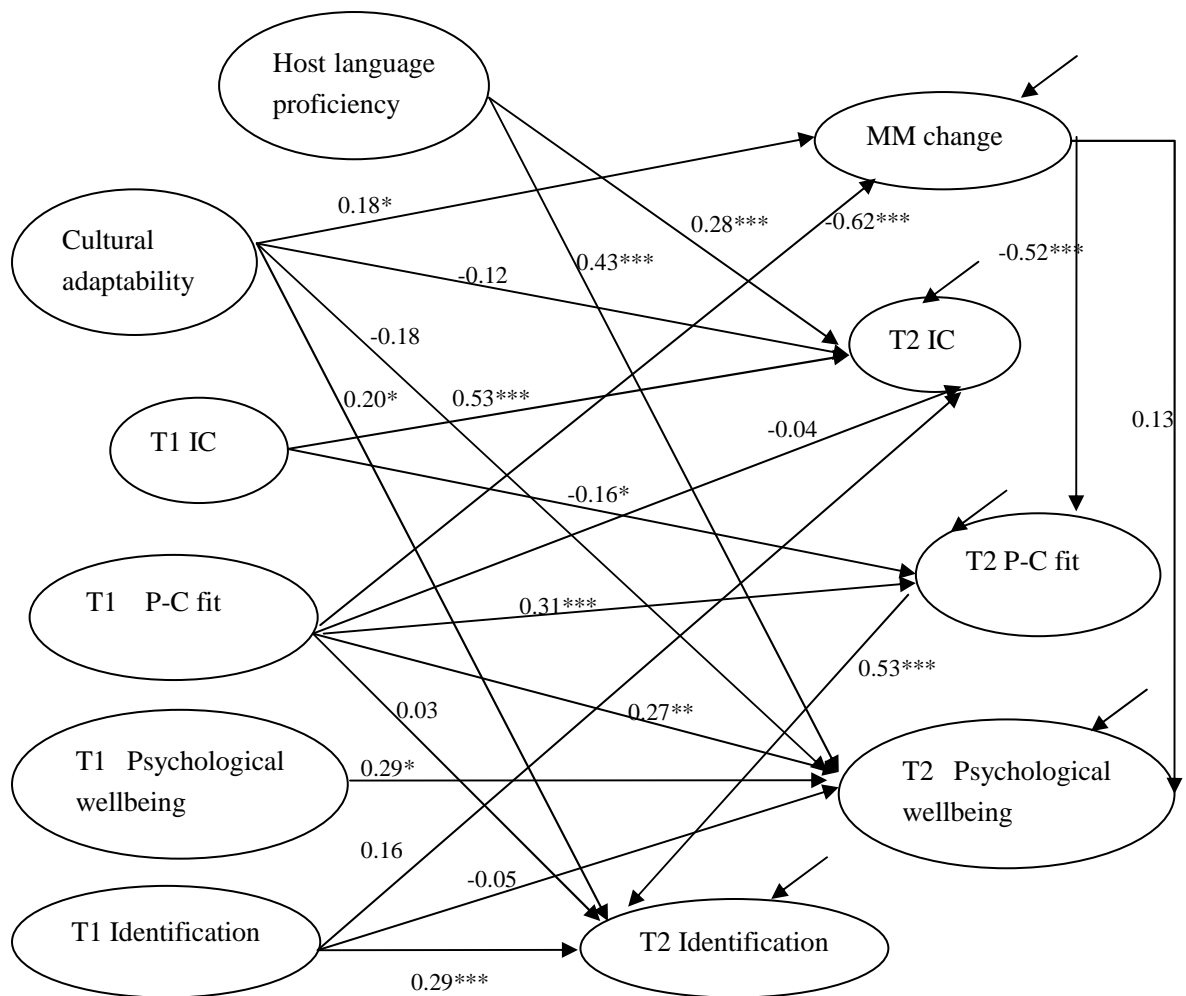 Host language
proficiency
MM change
0.18*
0.28***
-0.62***
Cultural
adaptability
0.43***
-0.52***
-0.12
T2 IC
-0.18
0.20*
0.53***
0.13
T1 IC
-0.04
-0.16*
T2 P-C fit
T1 P-C fit
0.31***
0.53***
0.03
0.27**
T1 Psychological
wellbeing
0.29*
T2 Psychological
wellbeing
0.16
-0.05
T1 Identification
T2 Identification
0.29***